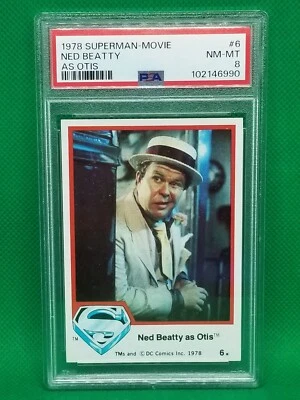 1978 SUPERMAN-MOVIE #6
NED BEATTY NM-MT
AS OTIS 8
PSA 102146990
S
TM
Ned Beatty as Otis™
TMs and © DC Comics Inc. 1978 6.